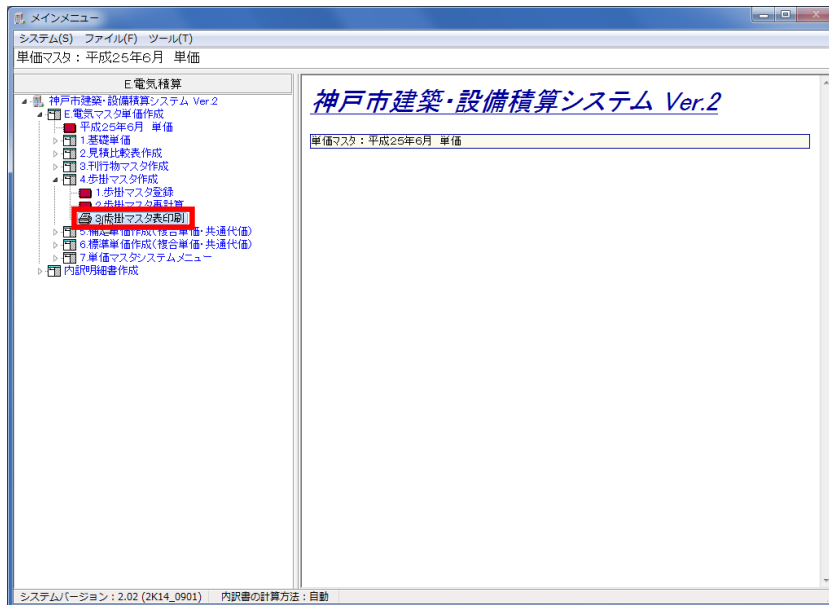 メインメニュー
システム(S) ファイル(F) ツール(T)
単価マスタ：平成25年6月 単価
E.電気積算
神戸市建築・設備積算システム Ver.2
E.電気マスタ単価作成
平成25年6月 単価
1.基礎単価
2.見積比較表作成
3.刊行物マスタ作成
4.歩掛マスタ作成
1.歩掛マスタ登録
2.歩掛マスタ再計算
3.歩掛マスタ表印刷
5.補足単価作成(複合単価・共通代価)
6.標準単価作成(複合単価・共通代価)
7.単価マスタシステムメニュー
内訳明細書作成
神戸市建築・設備積算システム Ver.2
単価マスタ：平成25年6月 単価
システムバージョン：2.02 (2K14_0901) 内訳書の計算方法：自動